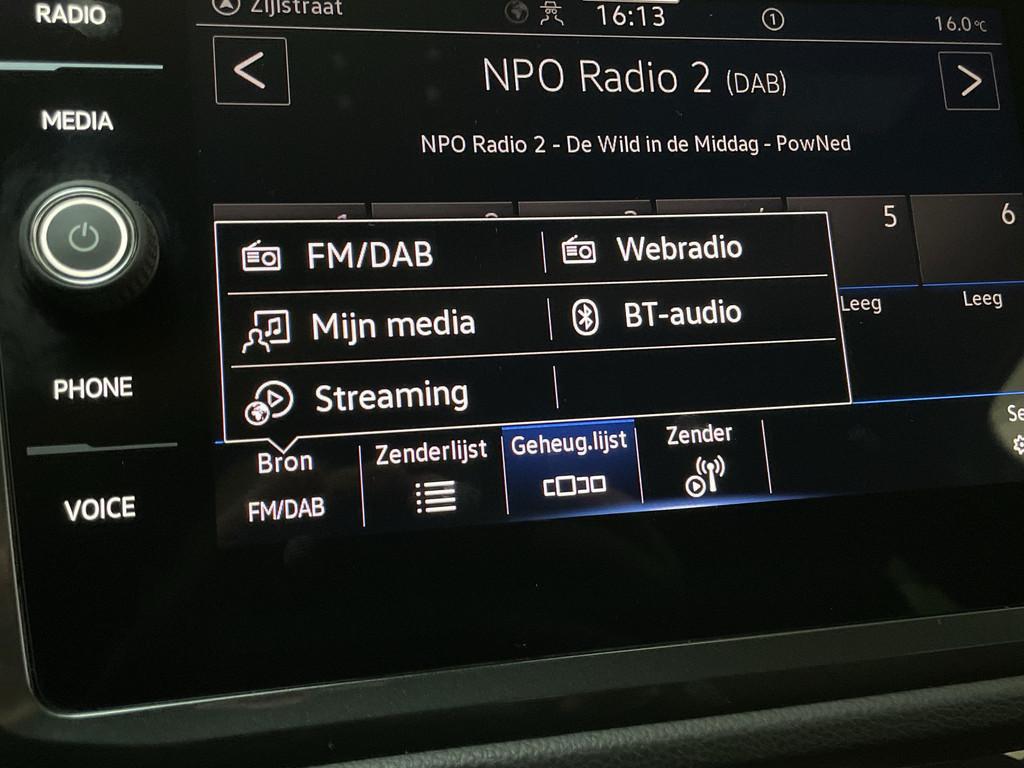 RADIO
MEDIA
PHONE
VOICE
Zijlstraat
16:13
1
16.0°C
<
NPO Radio 2 (DAB)
>
NPO Radio 2 - De Wild in de Middag - PowNed
5
6
Leeg
Leeg
FM/DAB
Webradio
Mijn media
BT-audio
Streaming
Bron
FM/DAB
Zenderlijst
Geheug.lijst
Zender